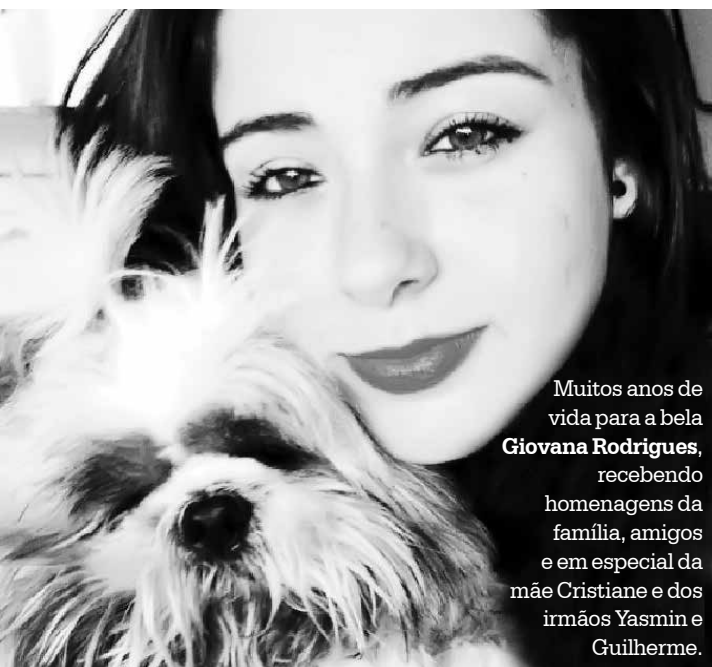 Muitos anos de
vida para a bela
Giovana Rodrigues,
recebendo
homenagens da
família, amigos
e em especial da
mãe Cristiane e dos
irmãos Yasmin e
Guilherme.